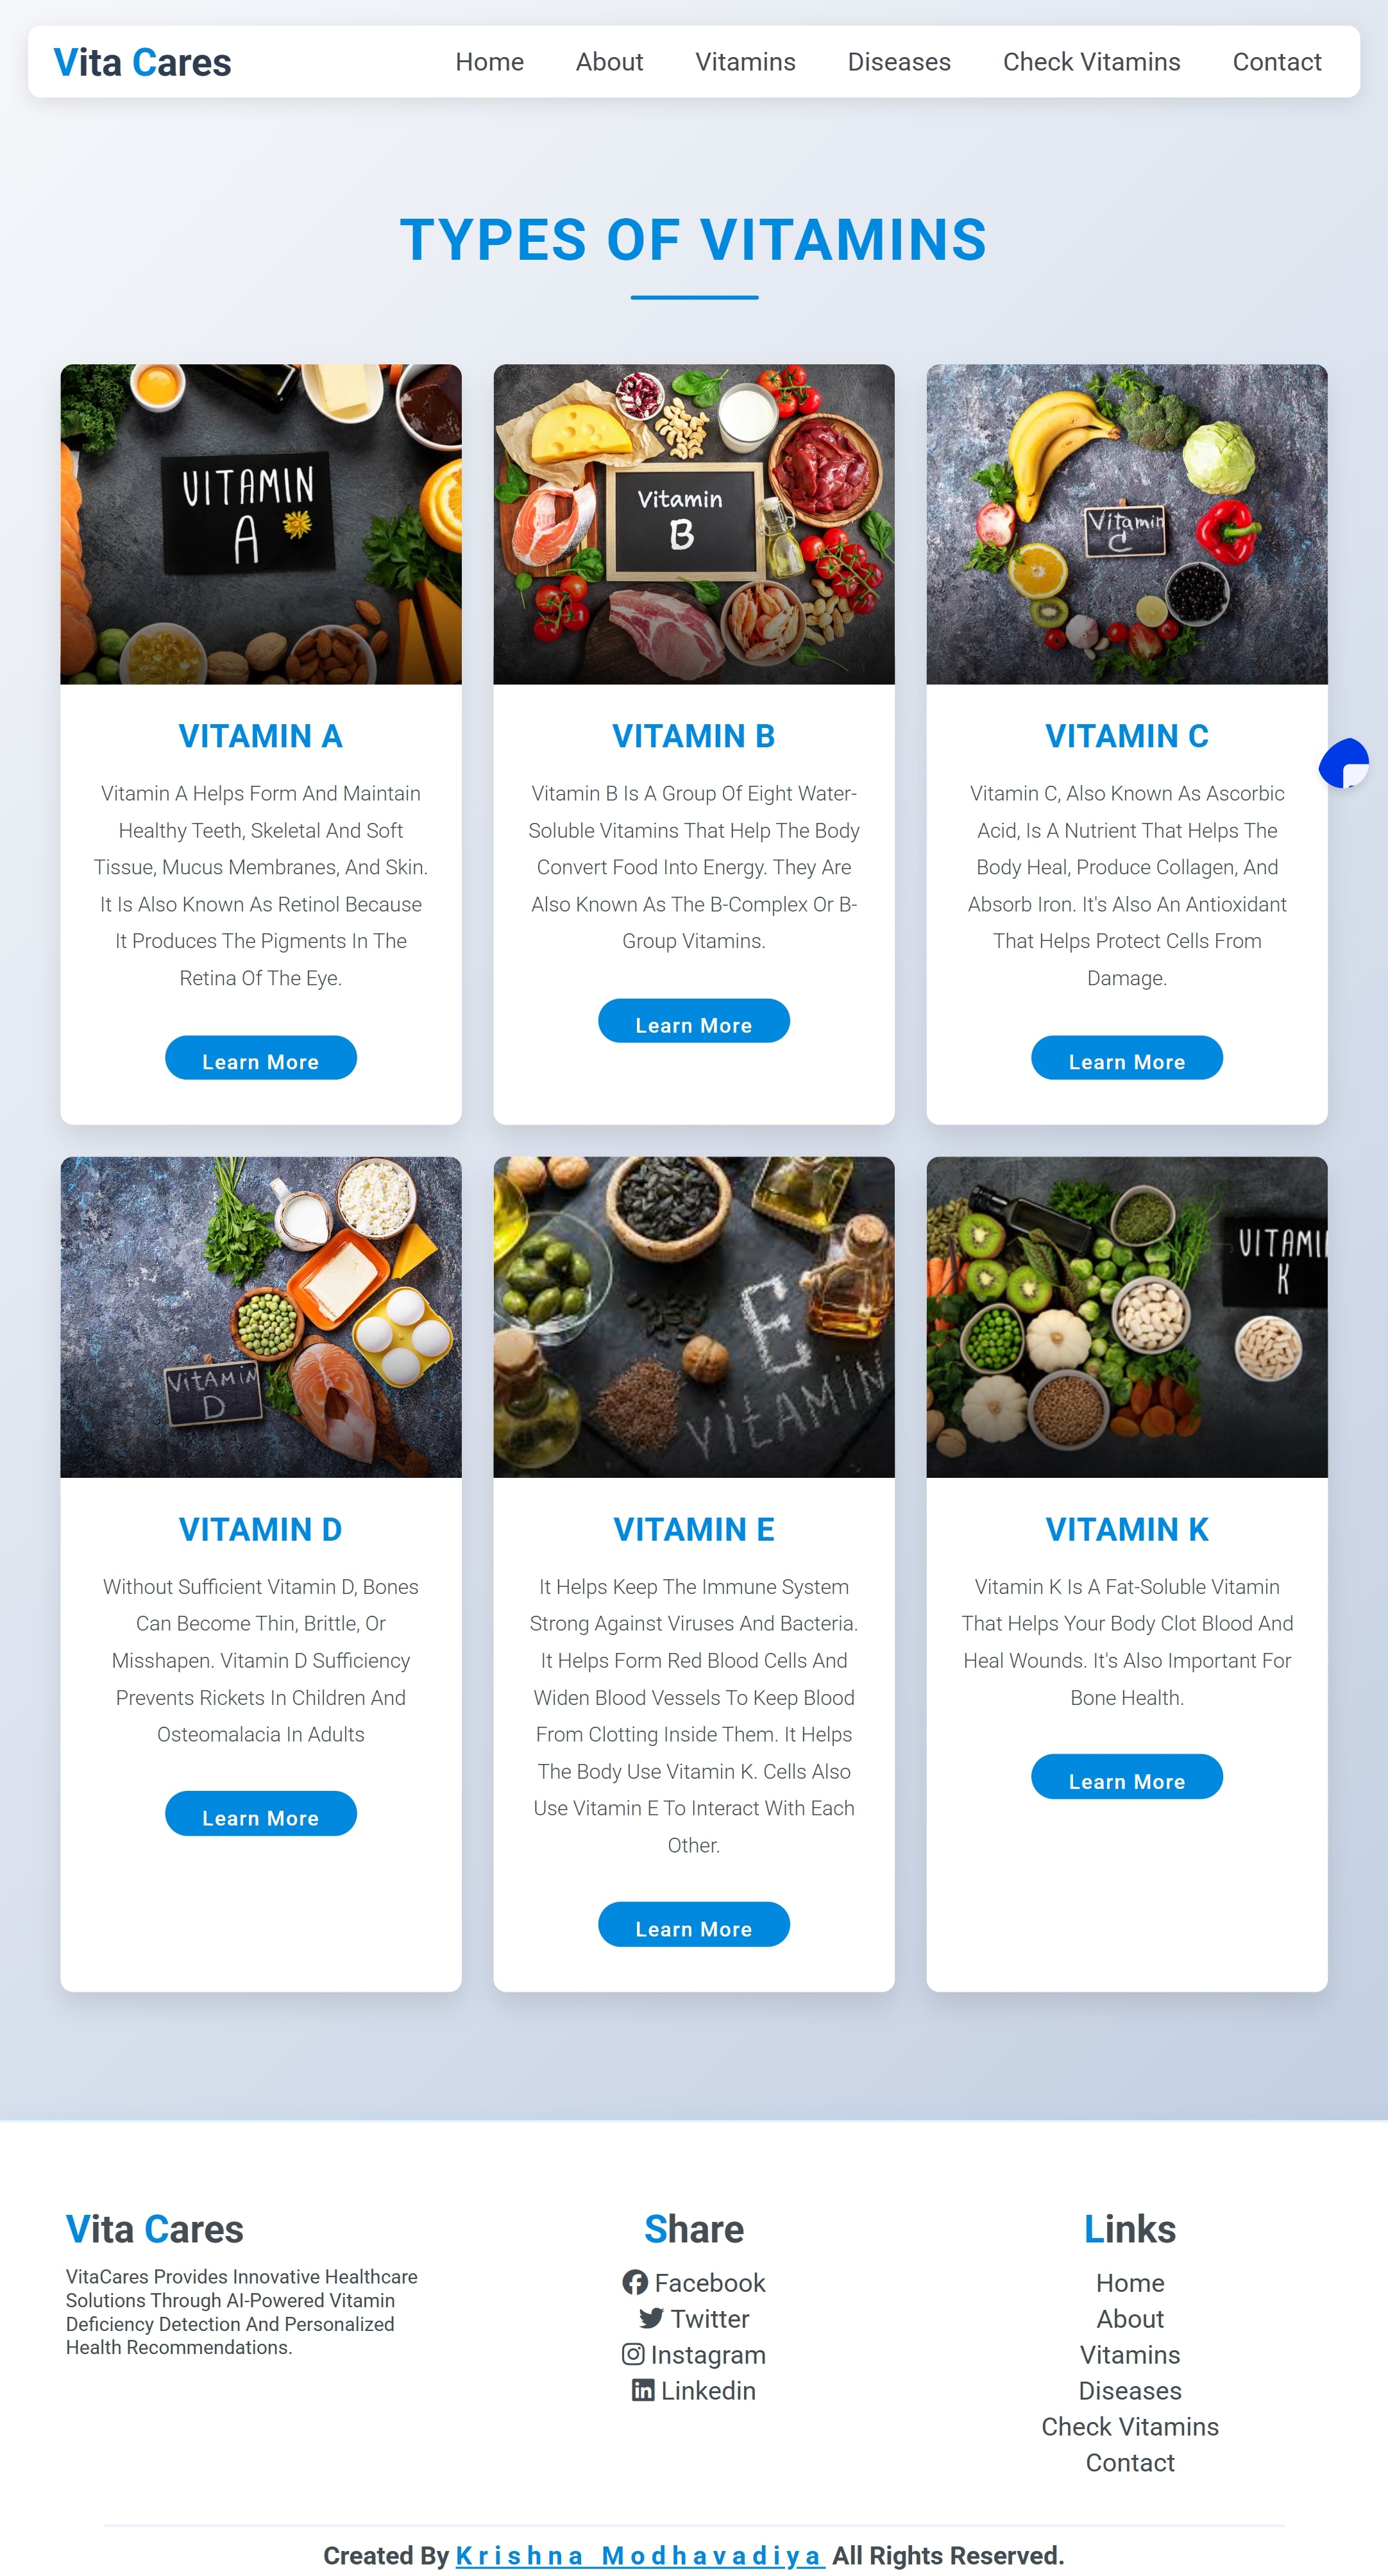 Vita Cares
Home About Vitamins Diseases Check Vitamins Contact
TYPES OF VITAMINS
VITAMIN
A
Vitamin
B
Vitamin
C
VITAMIN A
Vitamin A Helps Form And Maintain
Healthy Teeth, Skeletal And Soft
Tissue, Mucus Membranes, And Skin.
It Is Also Known As Retinol Because
It Produces The Pigments In The
Retina Of The Eye.
Learn More
VITAMIN B
Vitamin B Is A Group Of Eight Water-
Soluble Vitamins That Help The Body
Convert Food Into Energy. They Are
Also Known As The B-Complex Or B-
Group Vitamins.
Learn More
VITAMIN C
Vitamin C, Also Known As Ascorbic
Acid, Is A Nutrient That Helps The
Body Heal, Produce Collagen, And
Absorb Iron. It's Also An Antioxidant
That Helps Protect Cells From
Damage.
Learn More
VITAMIN
D
E
VITAMIN
VITAMI
K
VITAMIN D
Without Sufficient Vitamin D, Bones
Can Become Thin, Brittle, Or
Misshapen. Vitamin D Sufficiency
Prevents Rickets In Children And
Osteomalacia In Adults
Learn More
VITAMIN E
It Helps Keep The Immune System
Strong Against Viruses And Bacteria.
It Helps Form Red Blood Cells And
Widen Blood Vessels To Keep Blood
From Clotting Inside Them. It Helps
The Body Use Vitamin K. Cells Also
Use Vitamin E To Interact With Each
Other.
Learn More
VITAMIN K
Vitamin K Is A Fat-Soluble Vitamin
That Helps Your Body Clot Blood And
Heal Wounds. It's Also Important For
Bone Health.
Learn More
Vita Cares
VitaCares Provides Innovative Healthcare
Solutions Through AI-Powered Vitamin
Deficiency Detection And Personalized
Health Recommendations.
Share
Facebook
Twitter
Instagram
Linkedin
Links
Home
About
Vitamins
Diseases
Check Vitamins
Contact
Created By Krishna Modhavadiya All Rights Reserved.